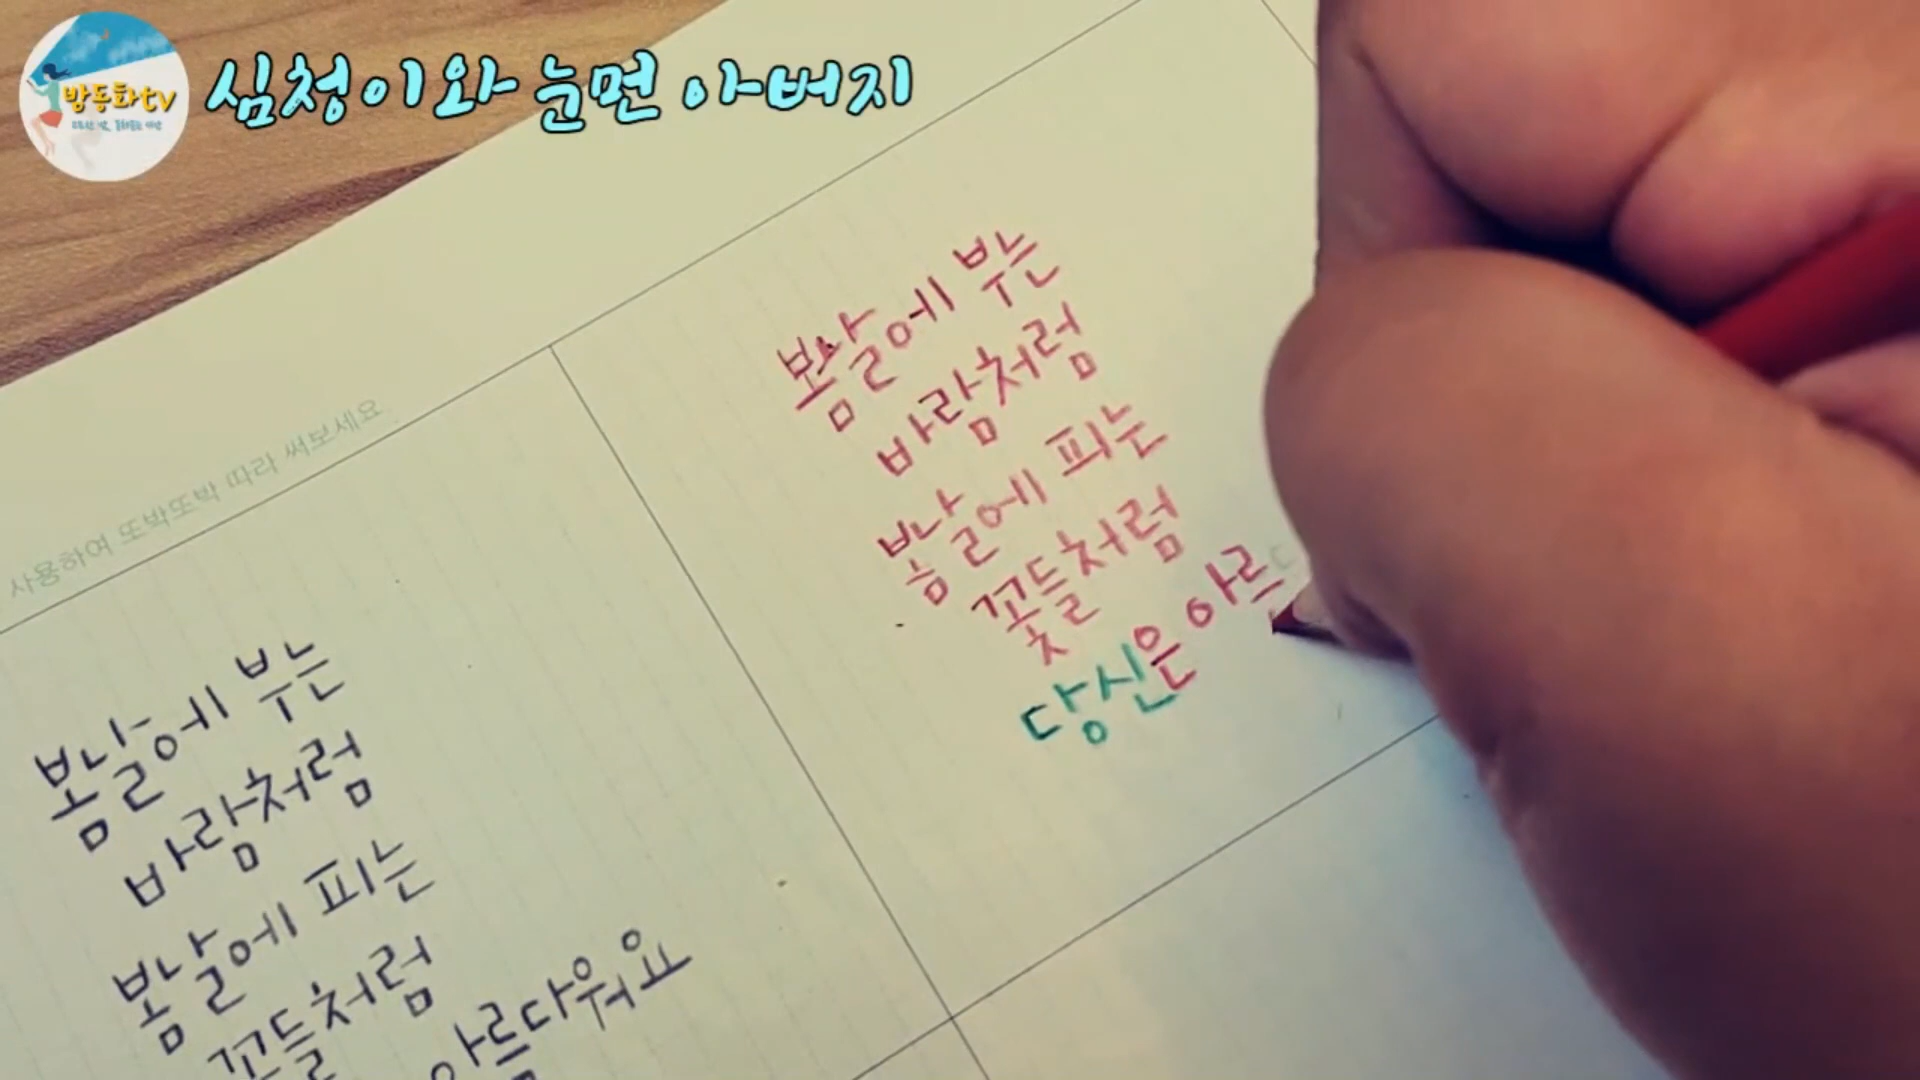 밤동화tv
심청이와 눈먼 아버지
사용하여 또박또박 따라 써보세요
봄날에 부는
바람처럼
봄날에 피는
꽃들처럼
아름다워요
봄날에 부는
바람처럼
봄날에 피는
꽃들처럼
당신은 아르